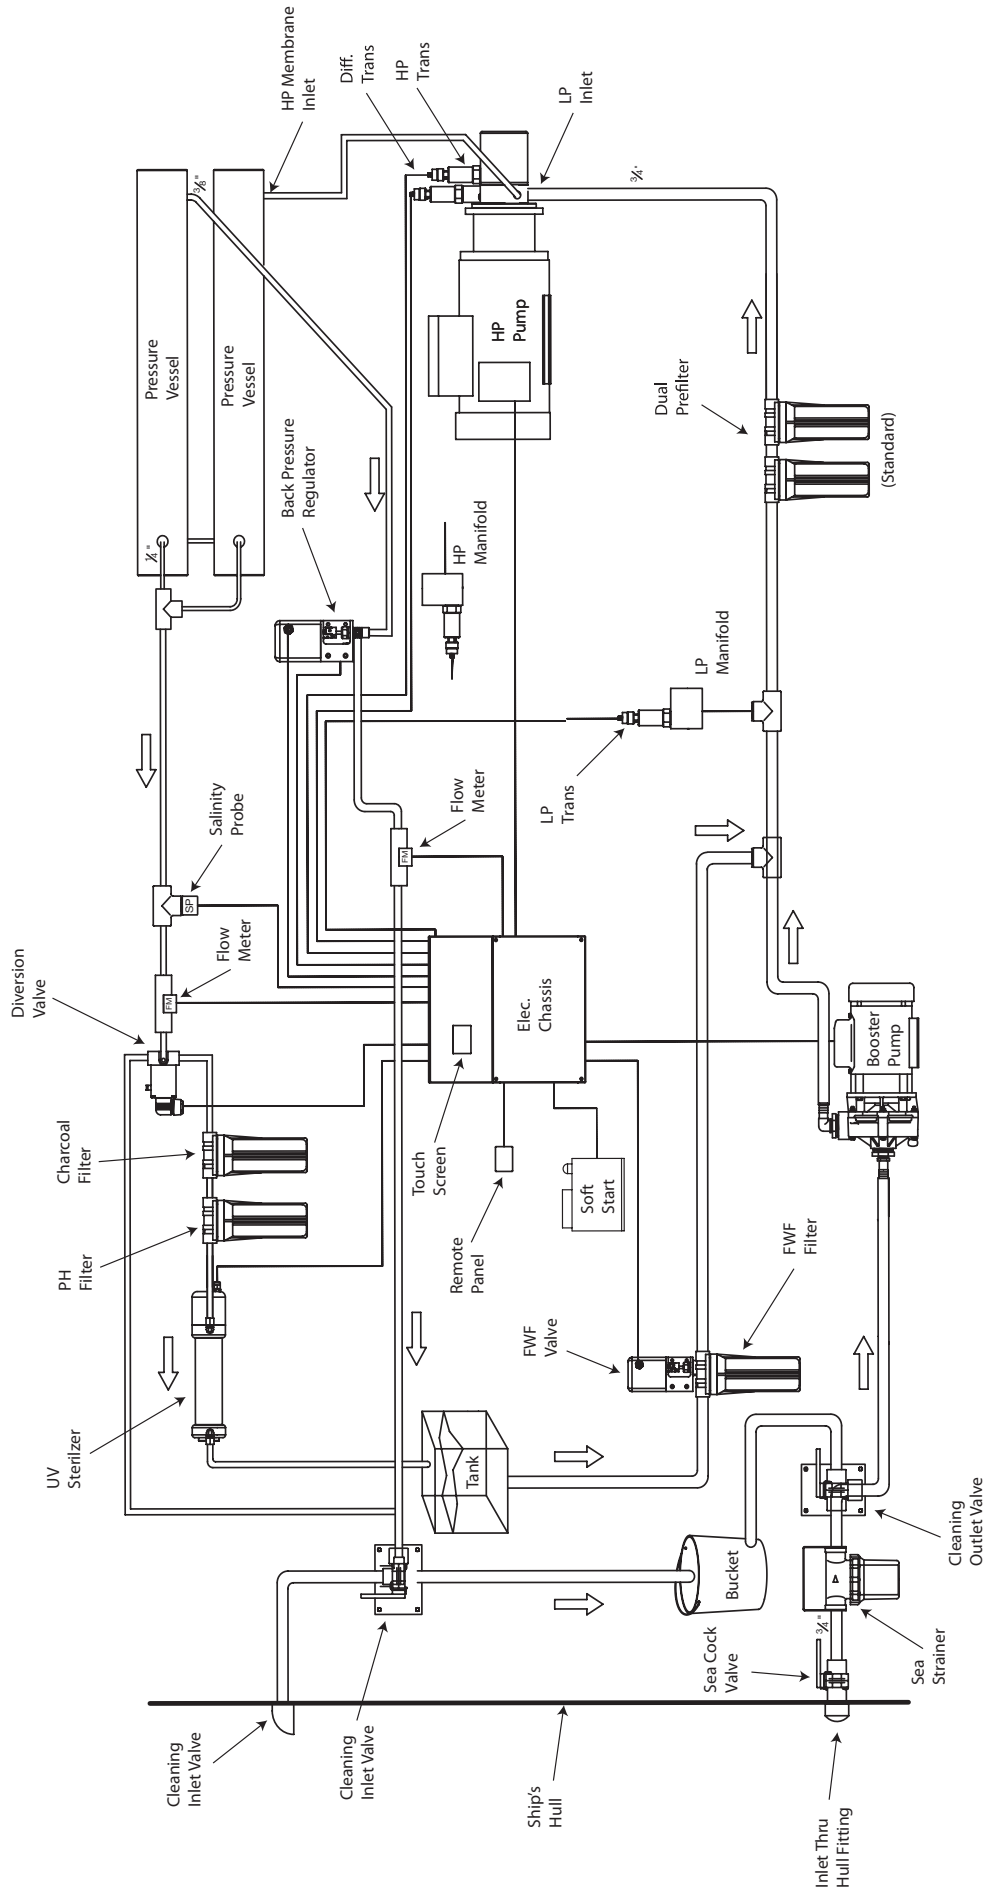 Cleaning
Inlet Valve
Cleaning
Inlet Valve
Ship's
Hull
Inlet Thru
Hull Fitting
UV
Sterilzer
PH
Filter
Charcoal
Filter
Diversion
Valve
FM
Flow
Meter
SP
Salinity
Probe
1/4"
Pressure
Vessel
Pressure
Vessel
3/8"
HP Membrane
Inlet
Diff.
Trans
HP
Trans
LP
Inlet
3/4"
HP
Pump
Back Pressure
Regulator
HP
Manifold
LP
Manifold
LP
Trans
FM
Flow
Meter
Elec.
Chassis
Touch
Screen
Remote
Panel
Soft
Start
Tank
FWF
Valve
FWF
Filter
Bucket
Sea Cock
Valve
3/4"
Sea
Strainer
Cleaning
Outlet Valve
Booster
Pump
Dual
Prefilter
(Standard)